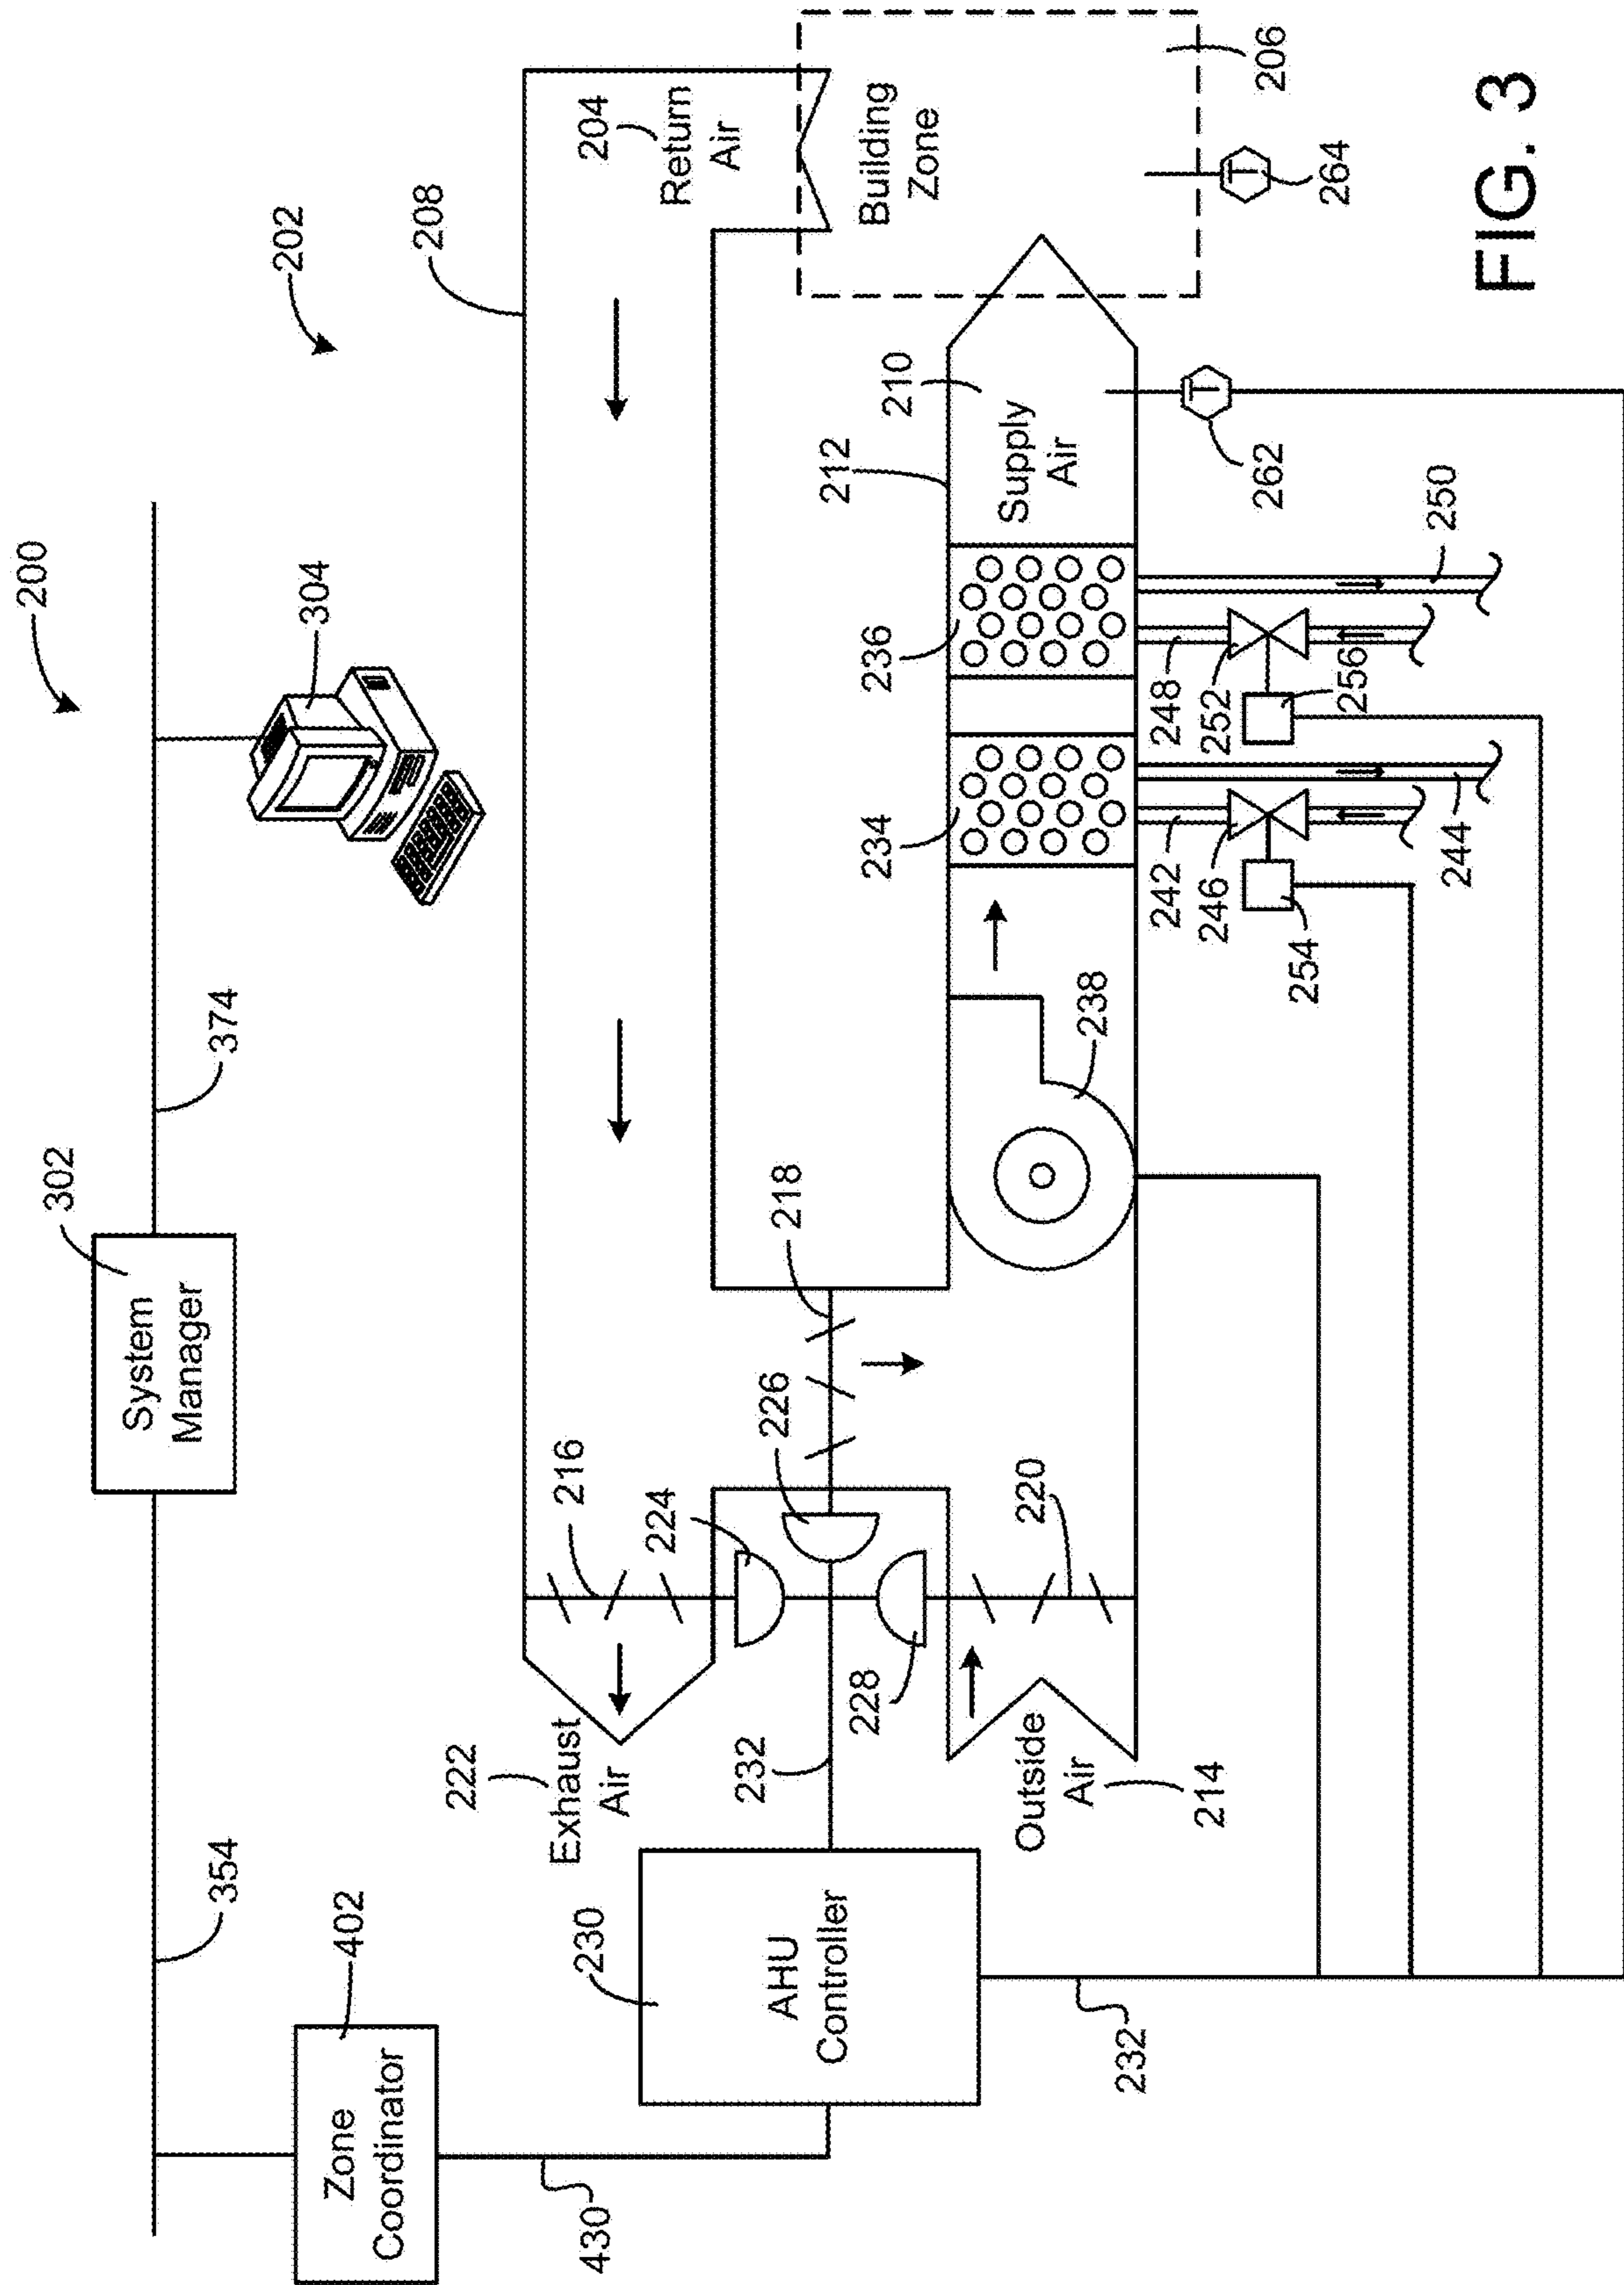 200
202
354
302
374
System
Manager
304
402
Zone
Coordinator
430
208
204
Return
Air
222
Exhaust
Air
216
224
226
218
230
AHU
Controller
232
228
220
Outside
Air
214
238
234
236
212
210
Supply
Air
Building
Zone
206
T
264
T
262
242
246
254
244
248
252
256
250
232
FIG. 3